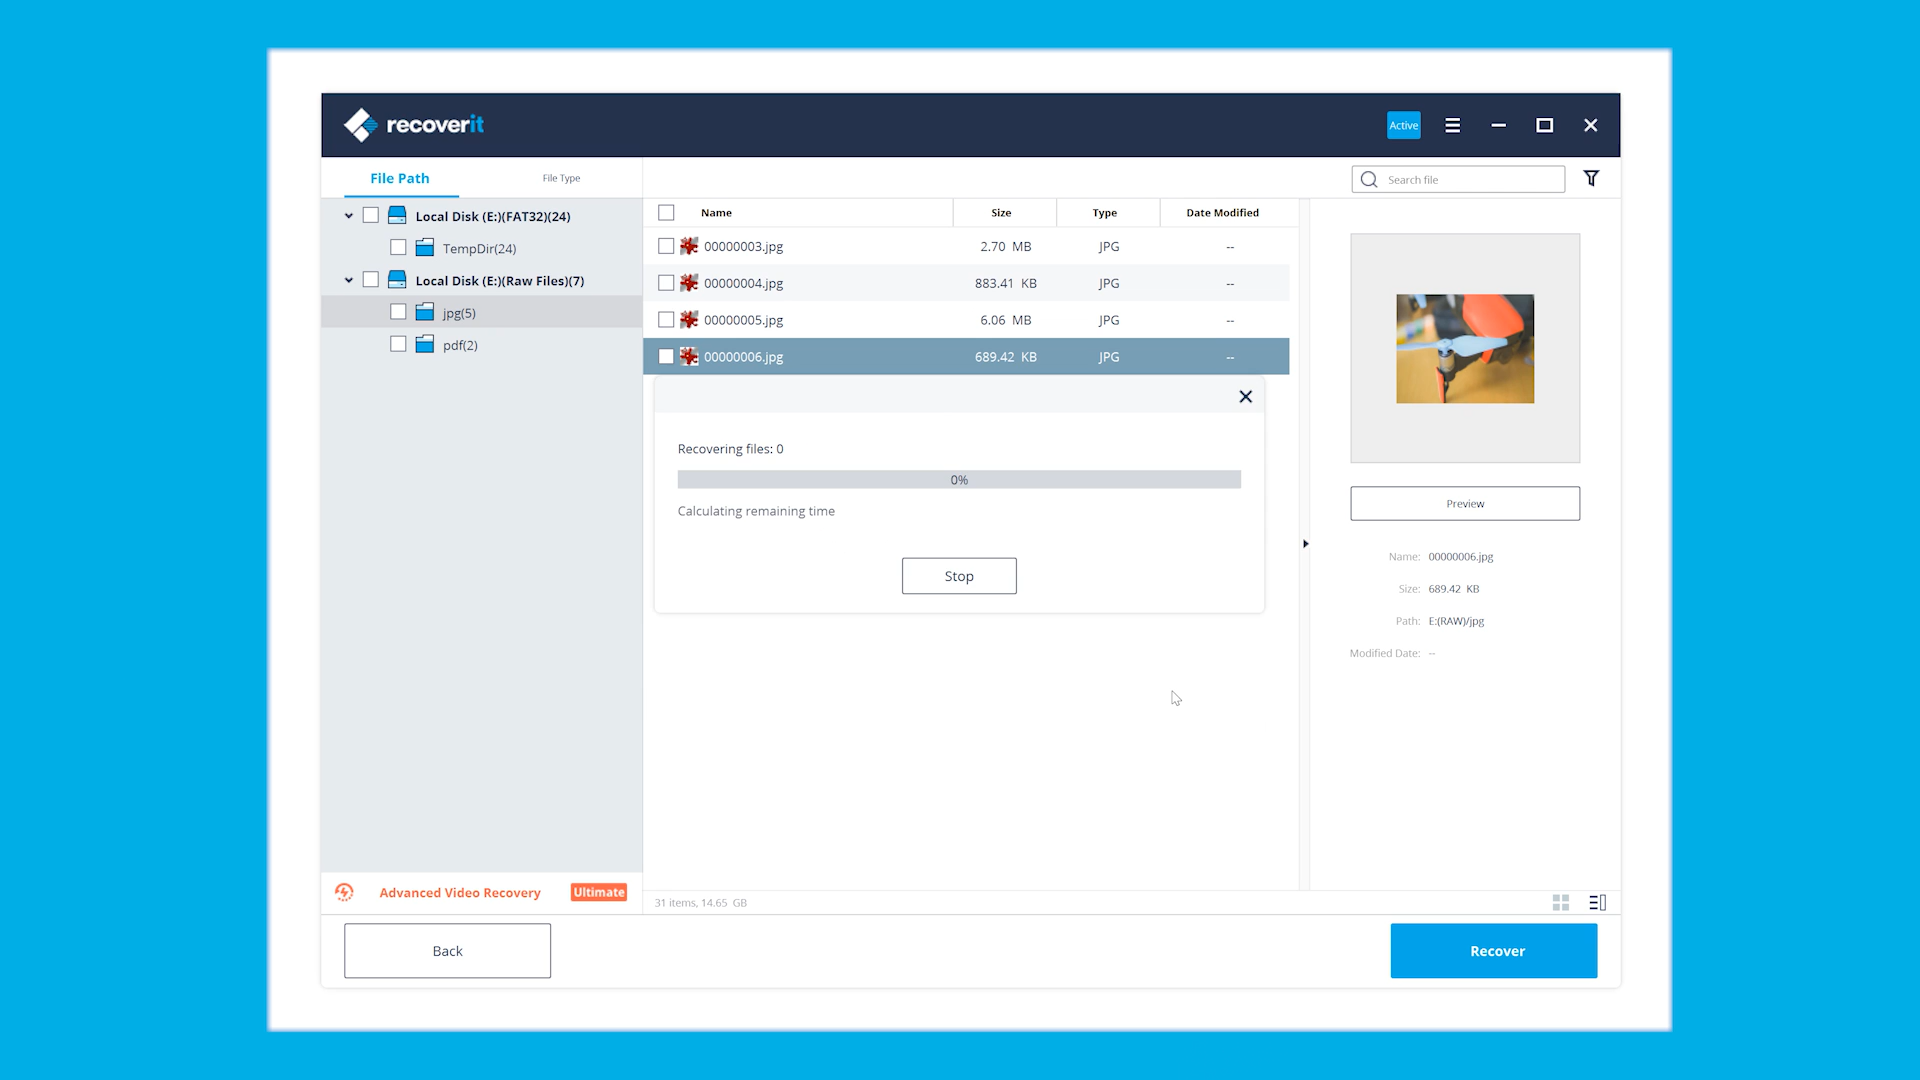 recoverit
Active
File Path
File Type
Search file
Local Disk (E:)(FAT32)(24)
TempDir(24)
Local Disk (E:)(Raw Files)(7)
jpg(5)
pdf(2)
Name Size Type Date Modified
00000003.jpg 2.70 MB JPG --
00000004.jpg 883.41 KB JPG --
00000005.jpg 6.06 MB JPG --
00000006.jpg 689.42 KB JPG --
Recovering files: 0
0%
Calculating remaining time
Stop
Preview
Name: 00000006.jpg
Size: 689.42 KB
Path: E:(RAW)/jpg
Modified Date: --
Advanced Video Recovery Ultimate
31 items, 14.65 GB
Back
Recover